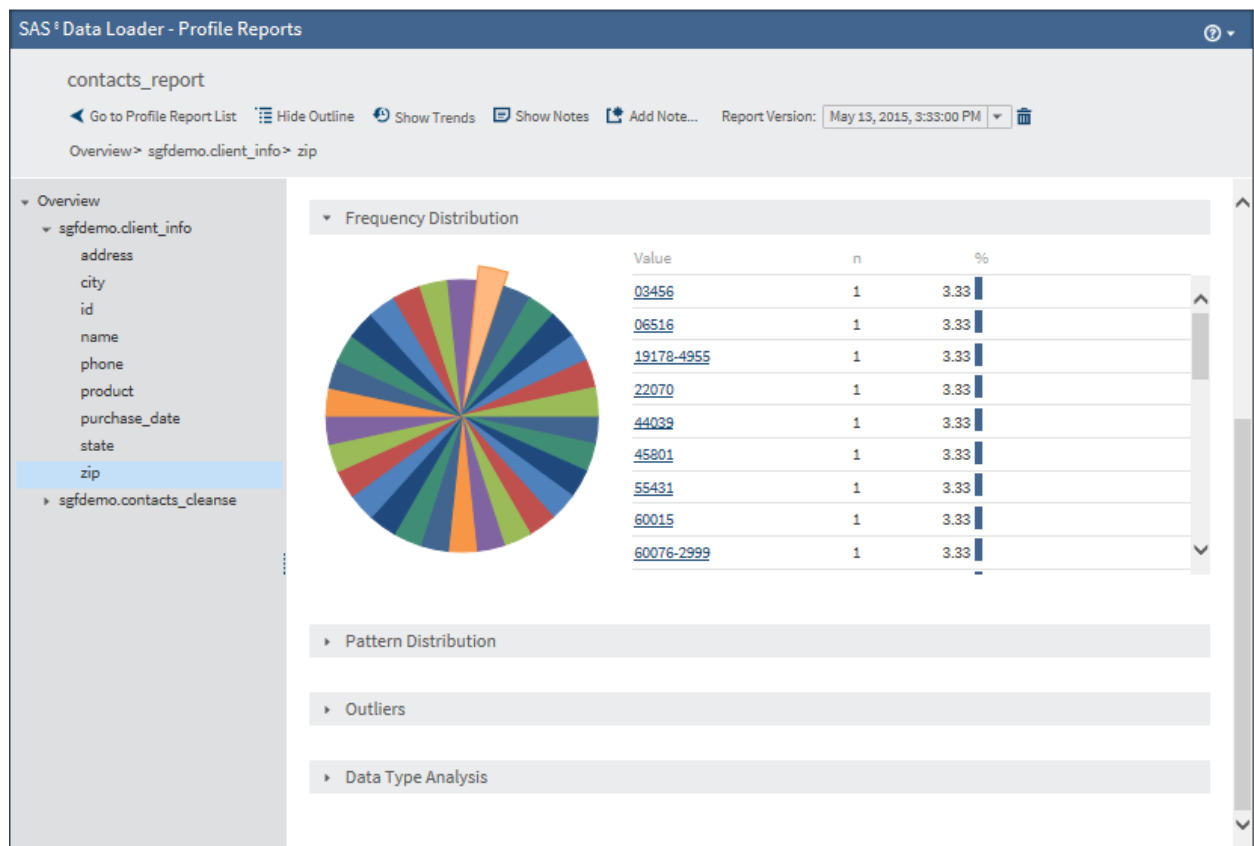 SAS® Data Loader - Profile Reports
contacts_report
Go to Profile Report List Hide Outline Show Trends Show Notes Add Note... Report Version: May 13, 2015, 3:33:00 PM
Overview> sgfdemo.client_info> zip
Overview
sgfdemo.client_info
address
city
id
name
phone
product
purchase_date
state
zip
sgfdemo.contacts_cleanse
Frequency Distribution
Value n %
03456 1 3.33
06516 1 3.33
19178-4955 1 3.33
22070 1 3.33
44039 1 3.33
45801 1 3.33
55431 1 3.33
60015 1 3.33
60076-2999 1 3.33
Pattern Distribution
Outliers
Data Type Analysis